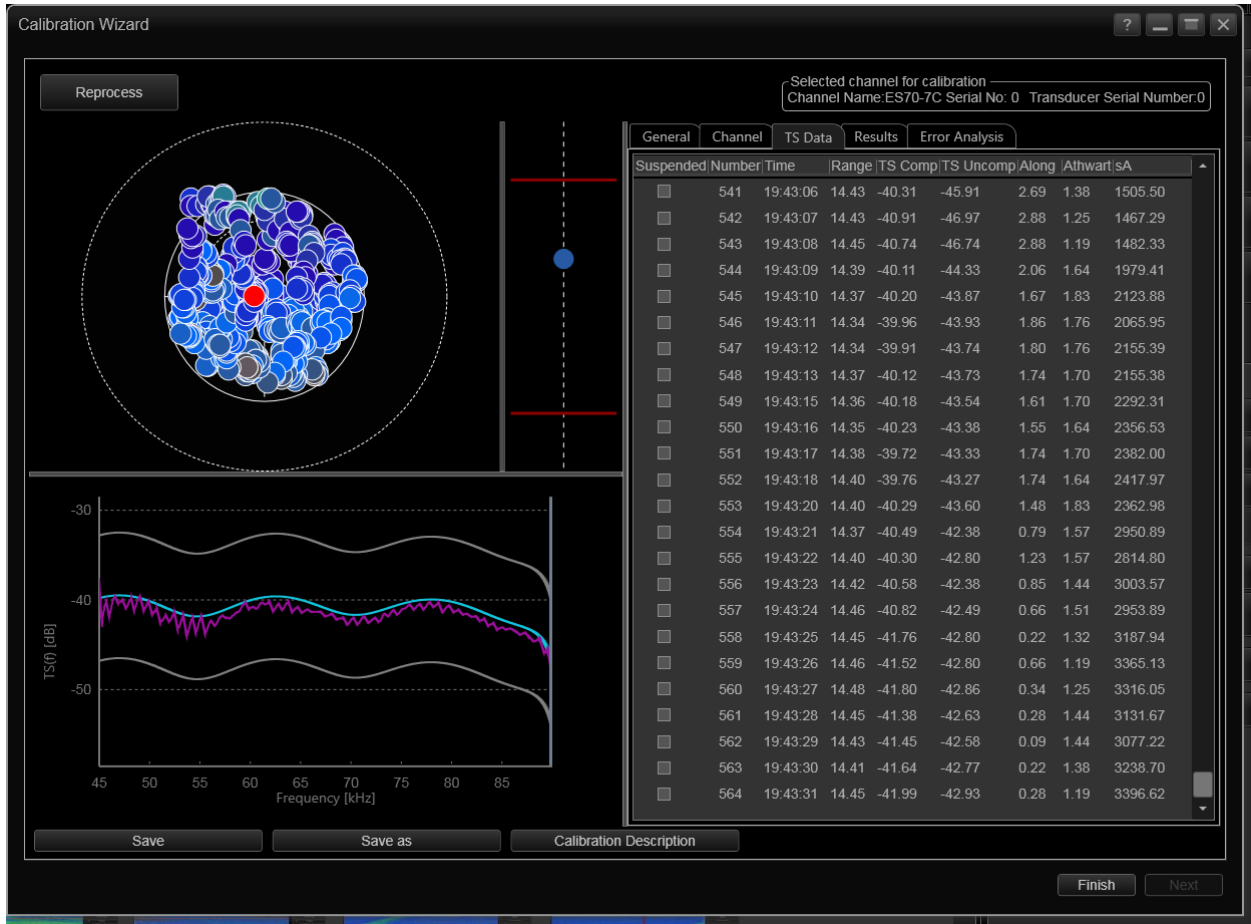 Calibration Wizard
?
Reprocess
Selected channel for calibration
Channel Name:ES70-7C Serial No: 0 Transducer Serial Number:0
General Channel TS Data Results Error Analysis
Suspended Number Time Range TS Comp TS Uncomp Along Athwart sA
541 19:43:06 14.43 -40.31 -45.91 2.69 1.38 1505.50
542 19:43:07 14.43 -40.91 -46.97 2.88 1.25 1467.29
543 19:43:08 14.45 -40.74 -46.74 2.88 1.19 1482.33
544 19:43:09 14.39 -40.11 -44.33 2.06 1.64 1979.41
545 19:43:10 14.37 -40.20 -43.87 1.67 1.83 2123.88
546 19:43:11 14.34 -39.96 -43.93 1.86 1.76 2065.95
547 19:43:12 14.34 -39.91 -43.74 1.80 1.76 2155.39
548 19:43:13 14.37 -40.12 -43.73 1.74 1.70 2155.38
549 19:43:15 14.36 -40.18 -43.54 1.61 1.70 2292.31
550 19:43:16 14.35 -40.23 -43.38 1.55 1.64 2356.53
551 19:43:17 14.38 -39.72 -43.33 1.74 1.70 2382.00
552 19:43:18 14.40 -39.76 -43.27 1.74 1.64 2417.97
553 19:43:20 14.40 -40.29 -43.60 1.48 1.83 2362.98
554 19:43:21 14.37 -40.49 -42.38 0.79 1.57 2950.89
555 19:43:22 14.40 -40.30 -42.80 1.23 1.57 2814.80
556 19:43:23 14.42 -40.58 -42.38 0.85 1.44 3003.57
557 19:43:24 14.46 -40.82 -42.49 0.66 1.51 2953.89
558 19:43:25 14.45 -41.76 -42.80 0.22 1.32 3187.94
559 19:43:26 14.46 -41.52 -42.80 0.66 1.19 3365.13
560 19:43:27 14.48 -41.80 -42.86 0.34 1.25 3316.05
561 19:43:28 14.45 -41.38 -42.63 0.28 1.44 3131.67
562 19:43:29 14.43 -41.45 -42.58 0.09 1.44 3077.22
563 19:43:30 14.41 -41.64 -42.77 0.22 1.38 3238.70
564 19:43:31 14.45 -41.99 -42.93 0.28 1.19 3396.62
-30
-40
-50
TS(f) [dB]
45 50 55 60 65 70 75 80 85
Frequency [kHz]
Save Save as Calibration Description
Finish Next